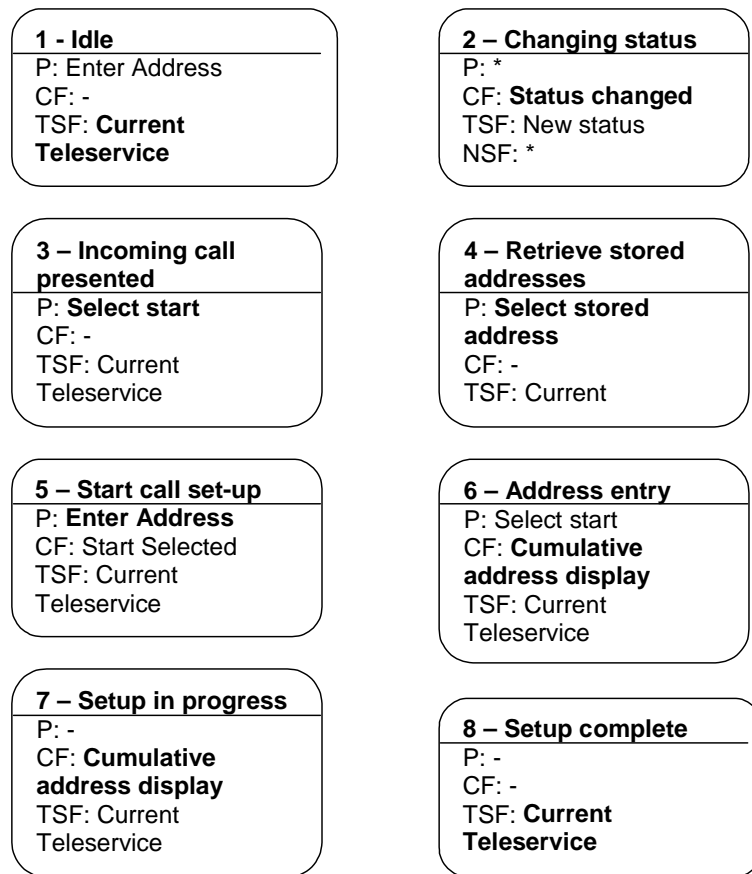 1 - Idle
P: Enter Address
CF: -
TSF: Current
Teleservice
2 – Changing status
P: *
CF: Status changed
TSF: New status
NSF: *
3 – Incoming call
presented
P: Select start
CF: -
TSF: Current
Teleservice
4 – Retrieve stored
addresses
P: Select stored
address
CF: -
TSF: Current
5 – Start call set-up
P: Enter Address
CF: Start Selected
TSF: Current
Teleservice
6 – Address entry
P: Select start
CF: Cumulative
address display
TSF: Current
Teleservice
7 – Setup in progress
P: -
CF: Cumulative
address display
TSF: Current
Teleservice
8 – Setup complete
P: -
CF: -
TSF: Current
Teleservice